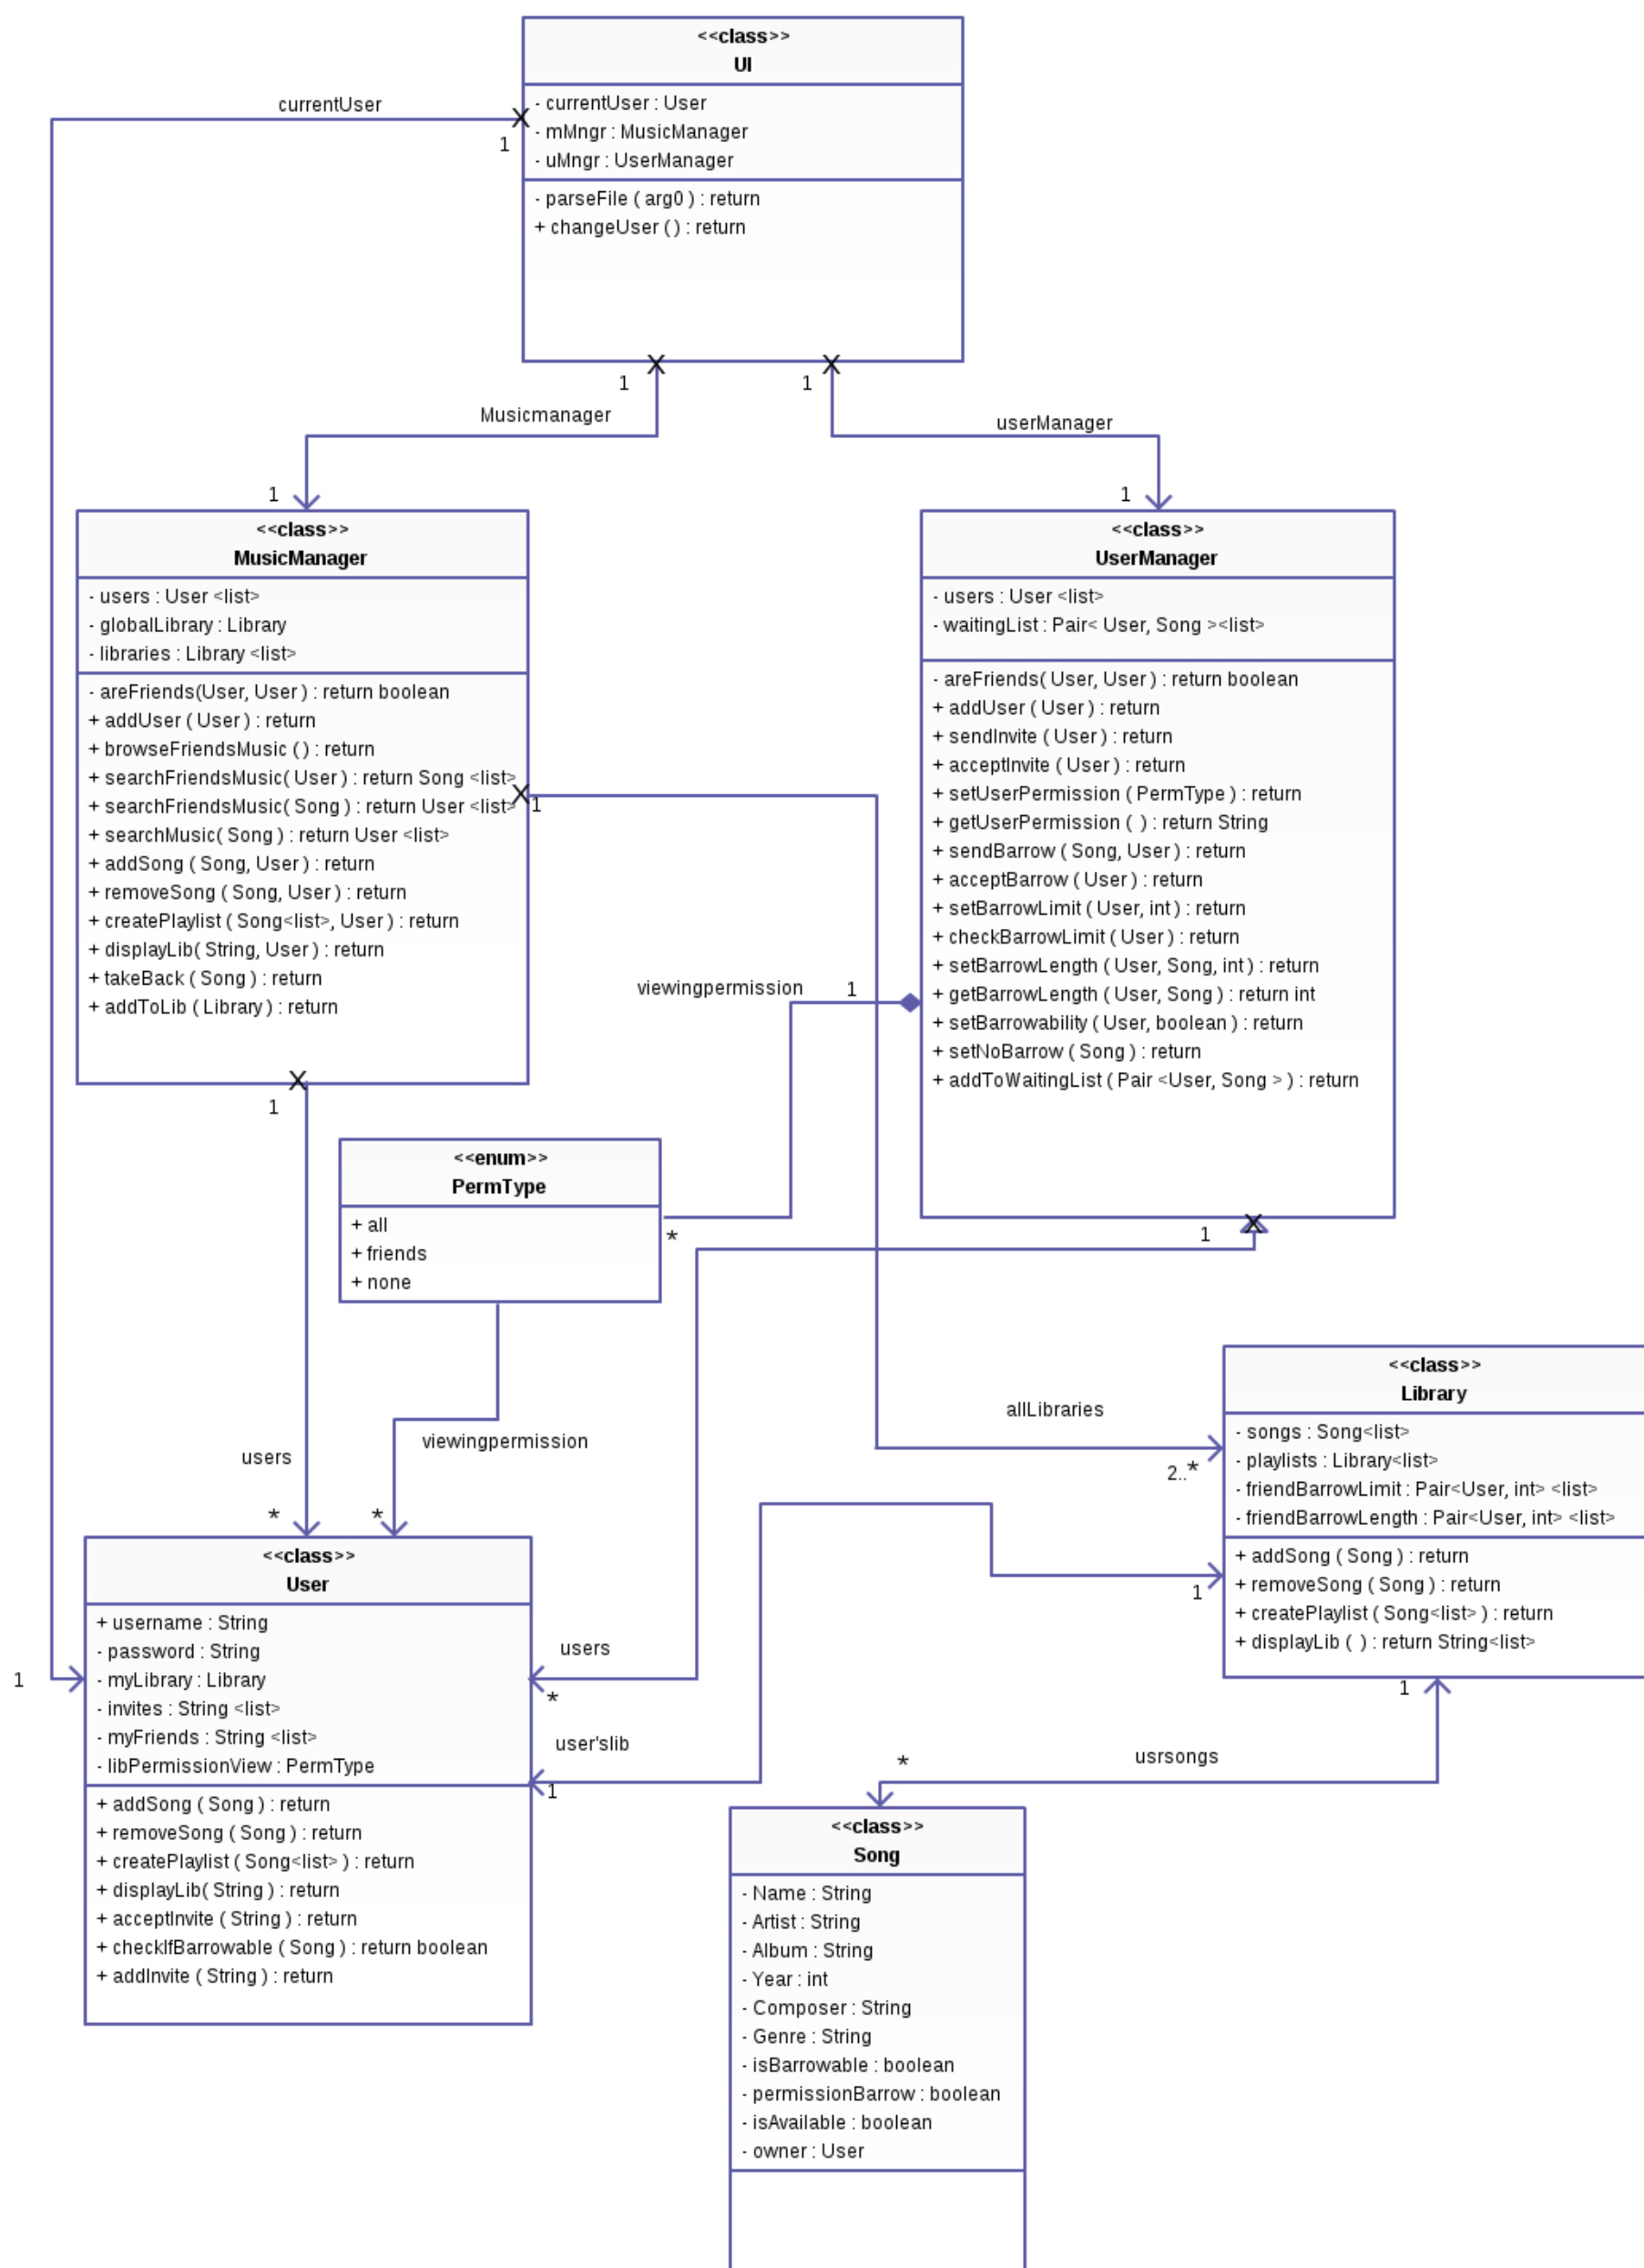 <<class>>
UI
- currentUser : User
- mMngr : MusicManager
- uMngr : UserManager
- parseFile ( arg0 ) : return
+ changeUser () : return
currentUser
1
1
1
Musicmanager
userManager
1
1
<<class>>
MusicManager
- users : User <list>
- globalLibrary : Library
- libraries : Library <list>
- areFriends(User, User ) : return boolean
+ addUser ( User ) : return
+ browseFriendsMusic () : return
+ searchFriendsMusic( User ) : return Song <list>
+ searchFriendsMusic( Song ) : return User <list>
+ searchMusic( Song ) : return User <list>
+ addSong ( Song, User ) : return
+ removeSong ( Song, User ) : return
+ createPlaylist ( Song<list>, User ) : return
+ displayLib( String, User ) : return
+ takeBack ( Song ) : return
+ addToLib ( Library ) : return
1
1
<<class>>
UserManager
- users : User <list>
- waitingList : Pair< User, Song ><list>
- areFriends( User, User ) : return boolean
+ addUser ( User ) : return
+ sendInvite ( User ) : return
+ acceptInvite ( User ) : return
+ setUserPermission ( PermType ) : return
+ getUserPermission ( ) : return String
+ sendBarrow ( Song, User ) : return
+ acceptBarrow ( User ) : return
+ setBarrowLimit ( User, int ) : return
+ checkBarrowLimit ( User ) : return
+ setBarrowLength ( User, Song, int ) : return
+ getBarrowLength ( User, Song ) : return int
+ setBarrowability ( User, boolean ) : return
+ setNoBarrow ( Song ) : return
+ addToWaitingList ( Pair <User, Song > ) : return
viewingpermission
1
*
1
<<enum>>
PermType
+ all
+ friends
+ none
viewingpermission
users
*
*
allLibraries
2..*
1
<<class>>
Library
- songs : Song<list>
- playlists : Library<list>
- friendBarrowLimit : Pair<User, int> <list>
- friendBarrowLength : Pair<User, int> <list>
+ addSong ( Song ) : return
+ removeSong ( Song ) : return
+ createPlaylist ( Song<list> ) : return
+ displayLib ( ) : return String<list>
1
<<class>>
User
+ username : String
- password : String
- myLibrary : Library
- invites : String <list>
- myFriends : String <list>
- libPermissionView : PermType
+ addSong ( Song ) : return
+ removeSong ( Song ) : return
+ createPlaylist ( Song<list> ) : return
+ displayLib( String ) : return
+ acceptInvite ( String ) : return
+ checkIfBarrowable ( Song ) : return boolean
+ addInvite ( String ) : return
1
users
*
user'slib
1
*
usrsongs
<<class>>
Song
- Name : String
- Artist : String
- Album : String
- Year : int
- Composer : String
- Genre : String
- isBarrowable : boolean
- permissionBarrow : boolean
- isAvailable : boolean
- owner : User